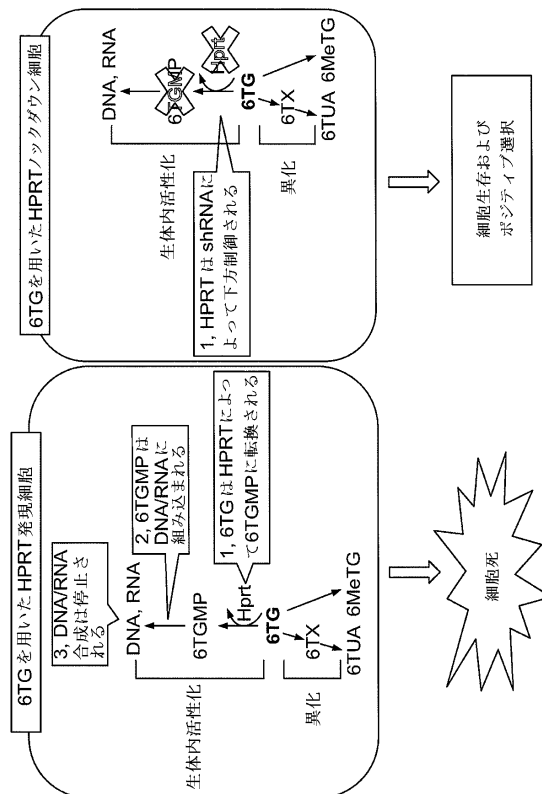 6TGを用いたHPRT発現細胞
3, DNA/RNA
合成は停止さ
れる
DNA, RNA
2, 6TGMPは
DNA/RNAに
組み込まれる
生体内活性化
6TGMP
Hprt
1, 6TGはHPRTによっ
て6TGMPに転換される
6TG
異化
6TX
6TUA 6MeTG
細胞死
6TGを用いたHPRTノックダウン細胞
DNA, RNA
生体内活性化
6TGMP
Hprt
6TG
1, HPRTはshRNAに
よって下方制御される
異化
6TX
6TUA 6MeTG
細胞生存および
ポジティブ選択